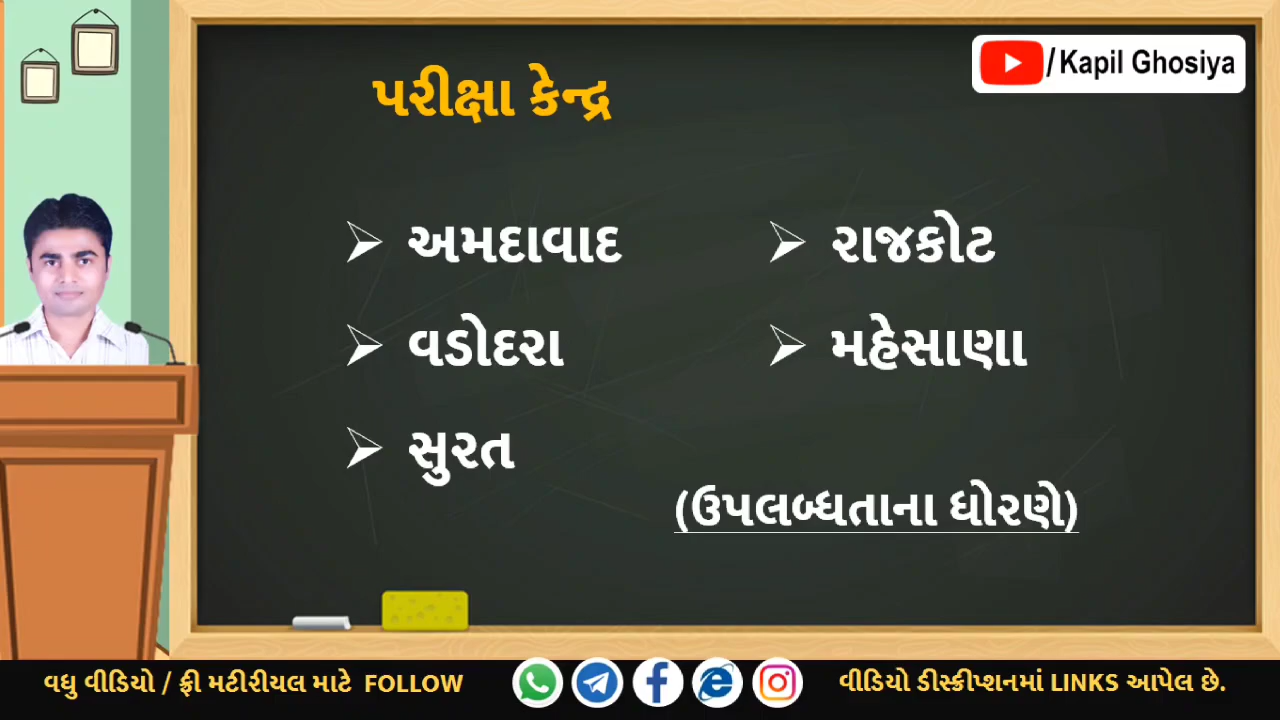 /Kapil Ghosiya
પરીક્ષા કેન્દ્ર
અમદાવાદ
રાજકોટ
વડોદરા
મહેસાણા
સુરત
(ઉપલબ્ધતાના ધોરણે)
વધુ વીડિયો / ફ્રી મટીરીયલ માટે FOLLOW
વીડિયો ડીસ્ક્રીપ્શનમાં LINKS આપેલ છે.